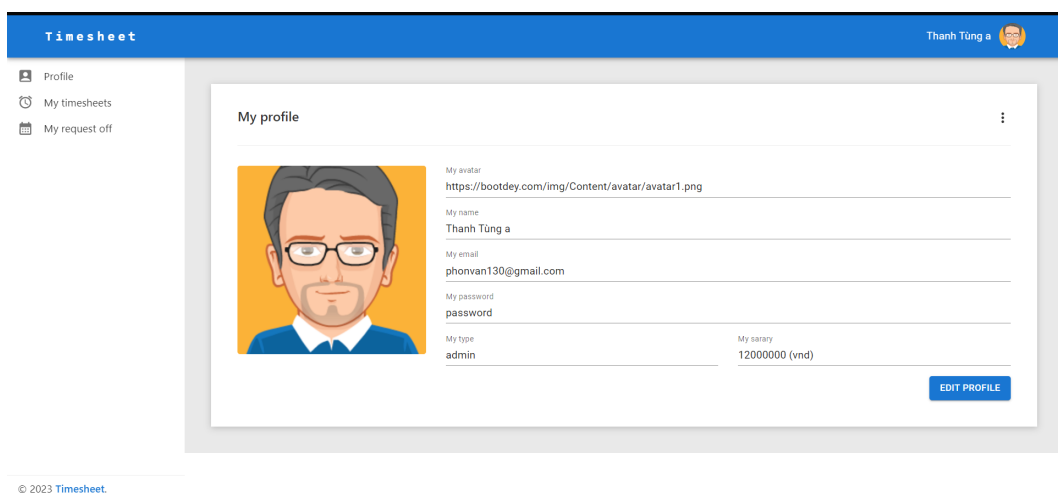 Timesheet
Thanh Tùng a
Profile
My timesheets
My request off
My profile
My avatar
https://bootdey.com/img/Content/avatar/avatar1.png
My name
Thanh Tùng a
My email
phonvan130@gmail.com
My password
password
My type
admin
My sarary
12000000 (vnd)
EDIT PROFILE
© 2023 Timesheet.